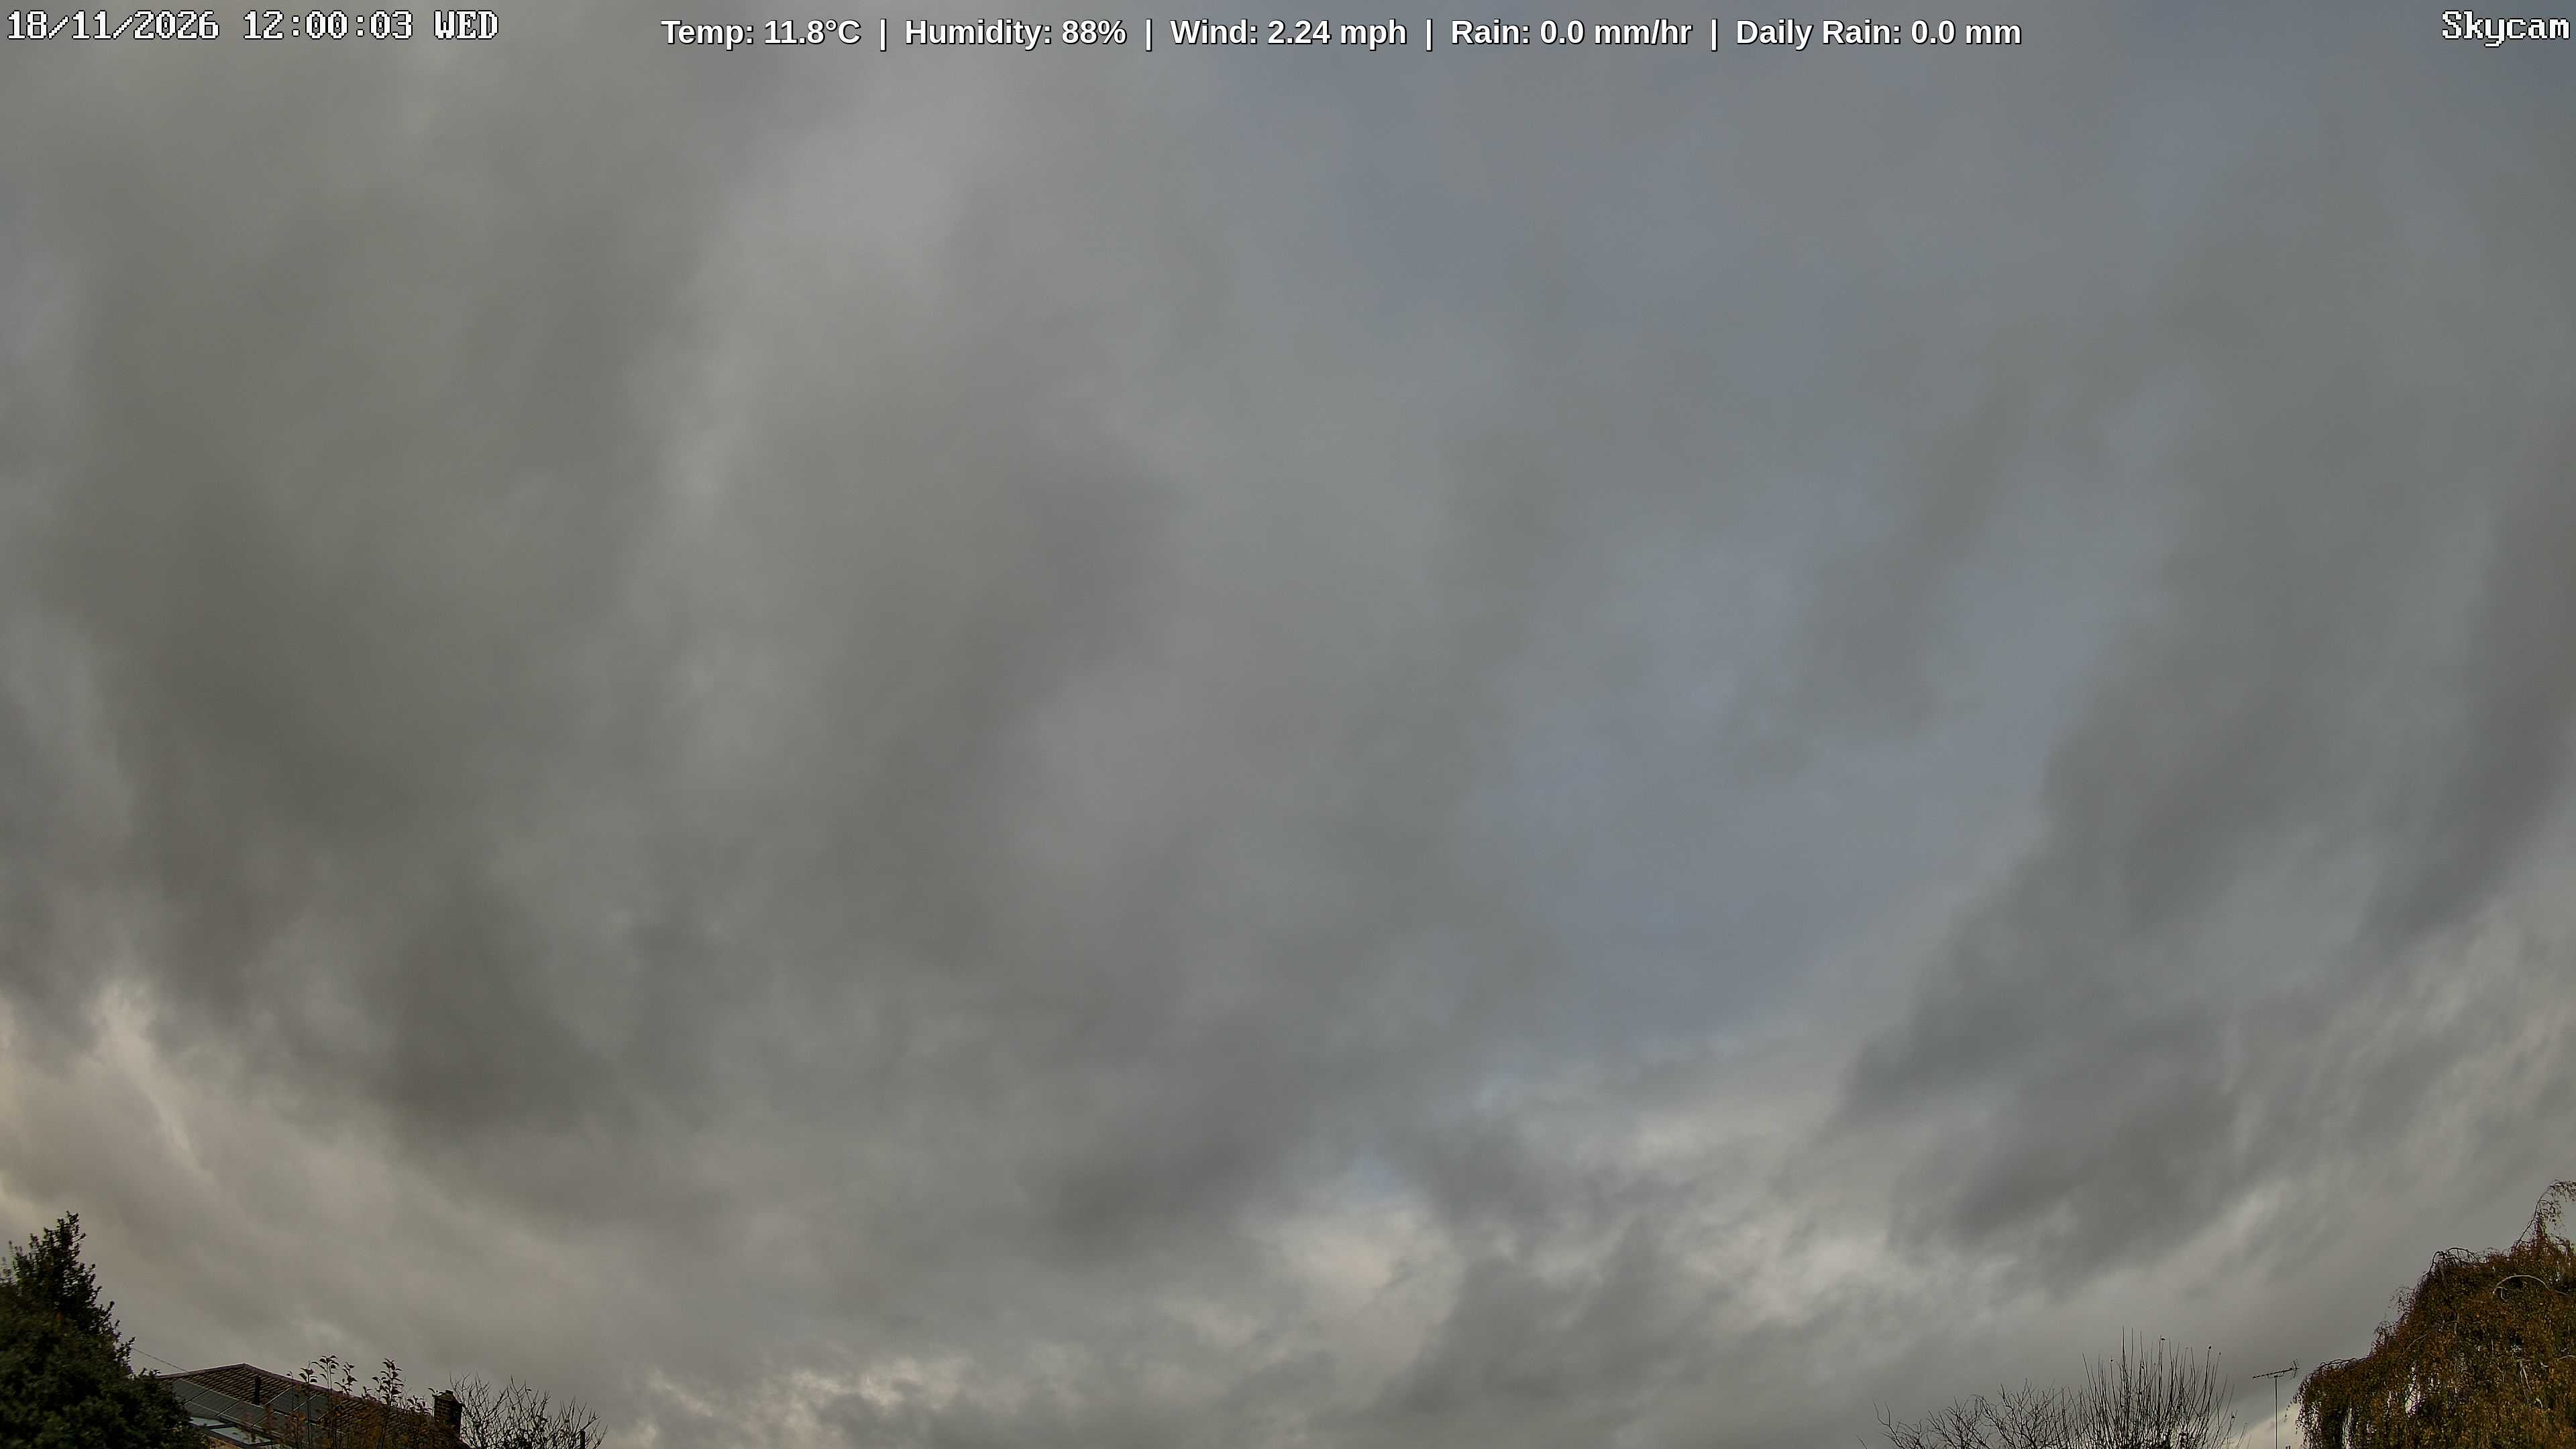 18/11/2026 12:00:03 WED
Temp: 11.8°C | Humidity: 88% | Wind: 2.24 mph | Rain: 0.0 mm/hr | Daily Rain: 0.0 mm
Skycam